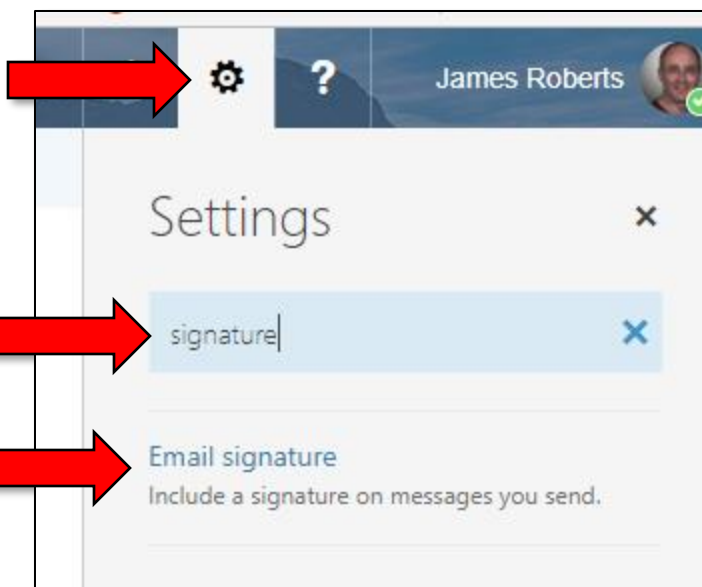 ? James Roberts
Settings
signature
Email signature
Include a signature on messages you send.